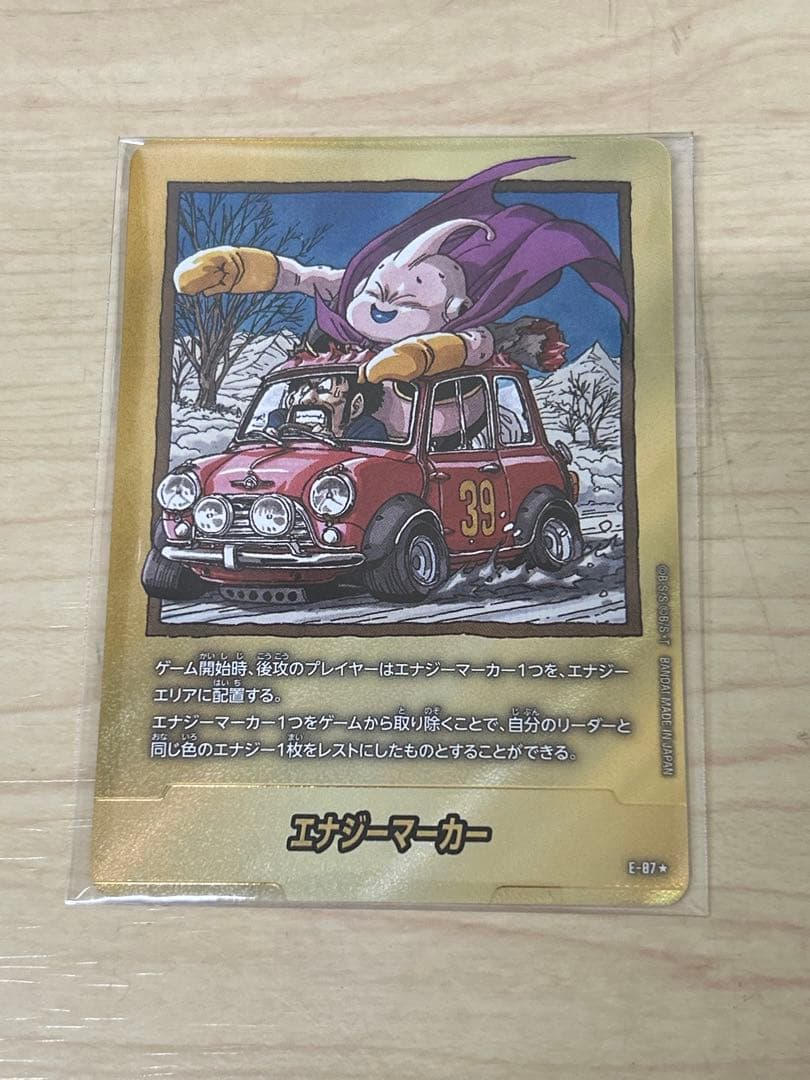 39
ゲーム開始時、後攻のプレイヤーはエナジーマーカー1つを、エナジー
エリアに配置する。
エナジーマーカー1つをゲームから取り除くことで、自分のリーダーと
同じ色のエナジー1枚をレストにしたものとすることができる。
©B・S/S ©B/S・T BANDAI MADE IN JAPAN
エナジーマーカー
E-07★